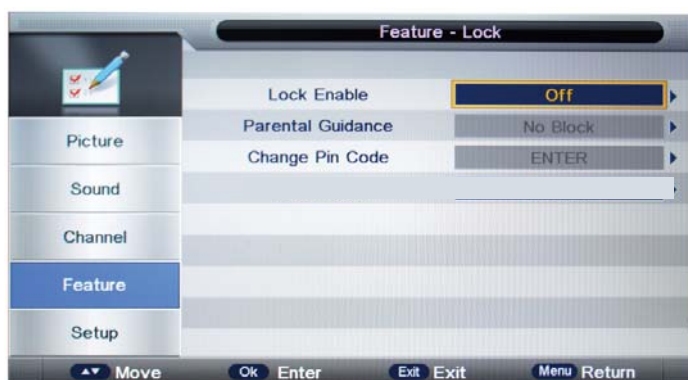 Feature - Lock
Lock Enable Off
Parental Guidance No Block
Change Pin Code ENTER
Picture
Sound
Channel
Feature
Setup
Move Ok Enter Exit Exit Menu Return